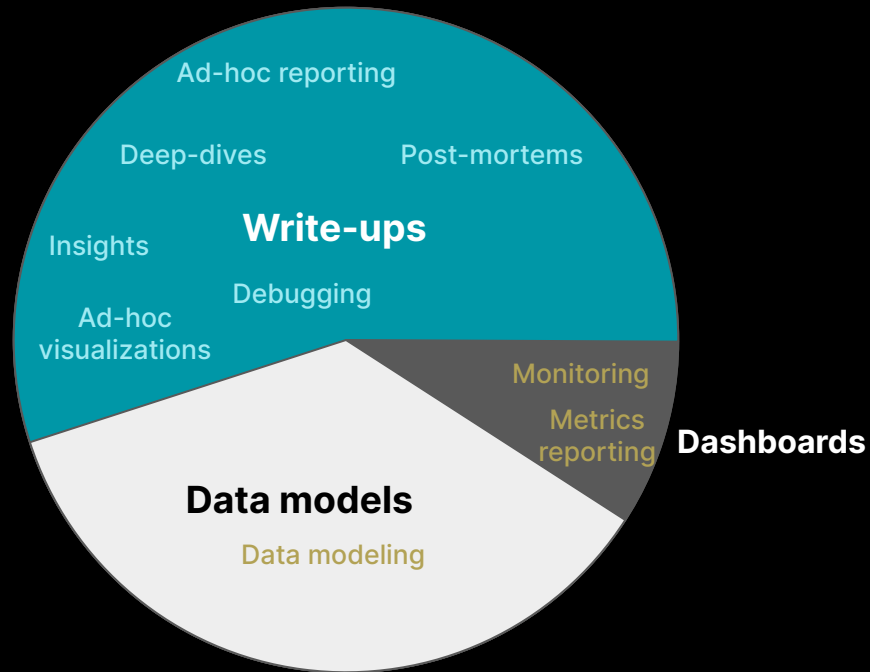 Ad-hoc reporting
Deep-dives
Post-mortems
Write-ups
Insights
Debugging
Ad-hoc
visualizations
Monitoring
Metrics
reporting
Dashboards
Data models
Data modeling